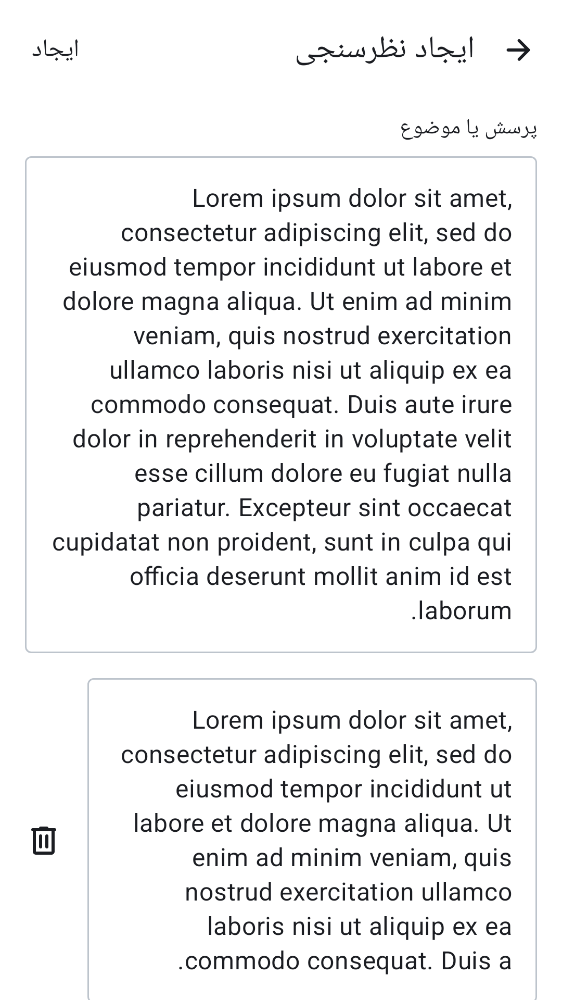 ایجاد نظرسنجی
ایجاد
پرسش یا موضوع
Lorem ipsum dolor sit amet,
consectetur adipiscing elit, sed do
eiusmod tempor incididunt ut labore et
dolore magna aliqua. Ut enim ad minim
veniam, quis nostrud exercitation
ullamco laboris nisi ut aliquip ex ea
commodo consequat. Duis aute irure
dolor in reprehenderit in voluptate velit
esse cillum dolore eu fugiat nulla
pariatur. Excepteur sint occaecat
cupidatat non proident, sunt in culpa qui
officia deserunt mollit anim id est
.laborum
Lorem ipsum dolor sit amet,
consectetur adipiscing elit, sed do
eiusmod tempor incididunt ut
labore et dolore magna aliqua. Ut
enim ad minim veniam, quis
nostrud exercitation ullamco
laboris nisi ut aliquip ex ea
.commodo consequat. Duis a